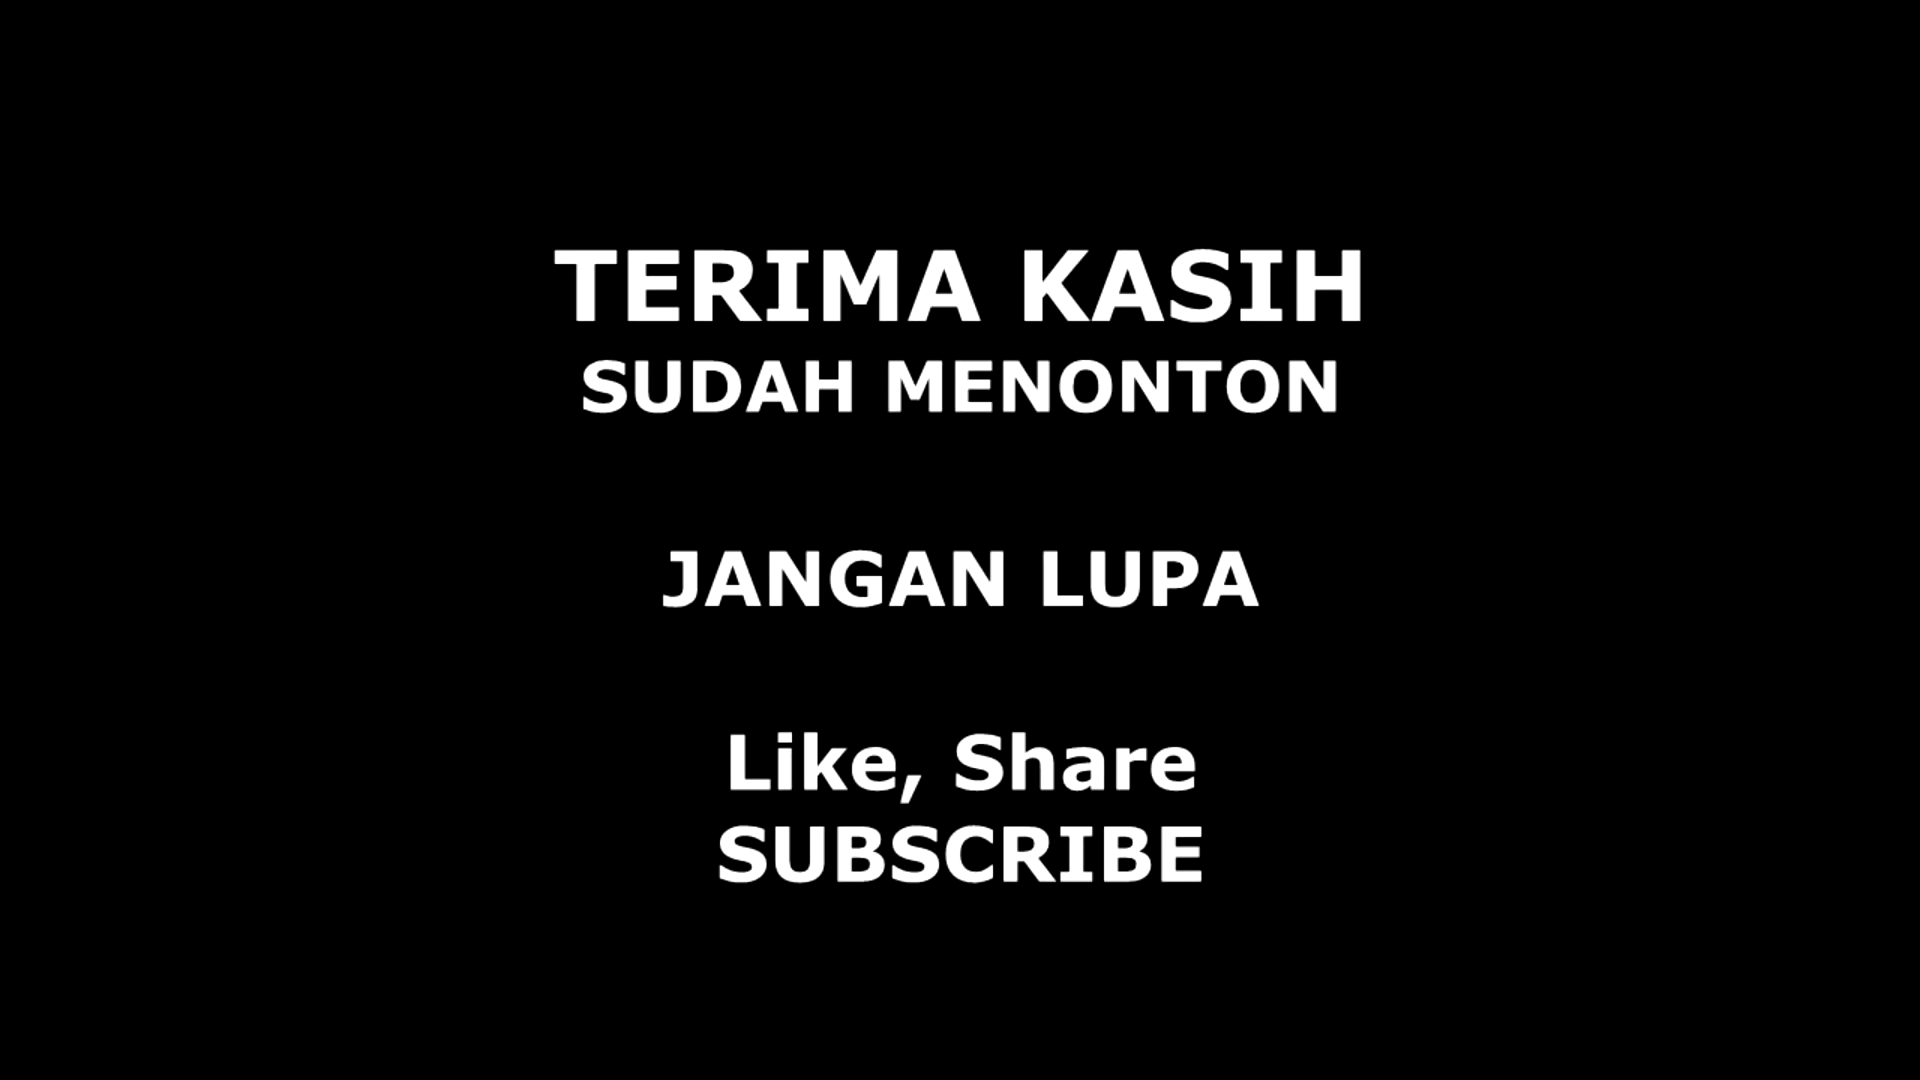 TERIMA KASIH
SUDAH MENONTON
JANGAN LUPA
Like, Share
SUBSCRIBE